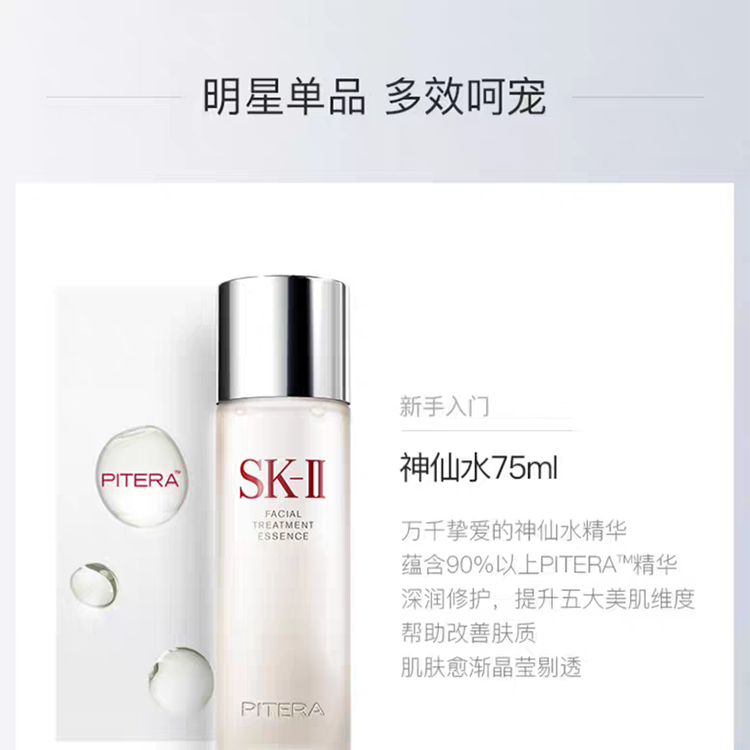 明星单品 多效呵宠
新手入门
神仙水75ml
PITERA™
SK-II
FACIAL
TREATMENT
ESSENCE
万千挚爱的神仙水精华
蕴含90%以上PITERA™精华
深润修护，提升五大美肌维度
帮助改善肤质
肌肤愈渐晶莹剔透
PITERA